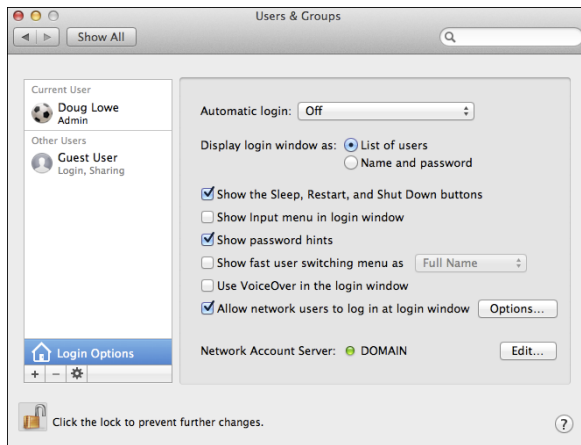 Users & Groups
Show All
Current User
Doug Lowe
Admin
Other Users
Guest User
Login, Sharing
Login Options
+ −
Automatic login: Off
Display login window as: List of users
Name and password
Show the Sleep, Restart, and Shut Down buttons
Show Input menu in login window
Show password hints
Show fast user switching menu as Full Name
Use VoiceOver in the login window
Allow network users to log in at login window Options...
Network Account Server: DOMAIN Edit...
Click the lock to prevent further changes. ?